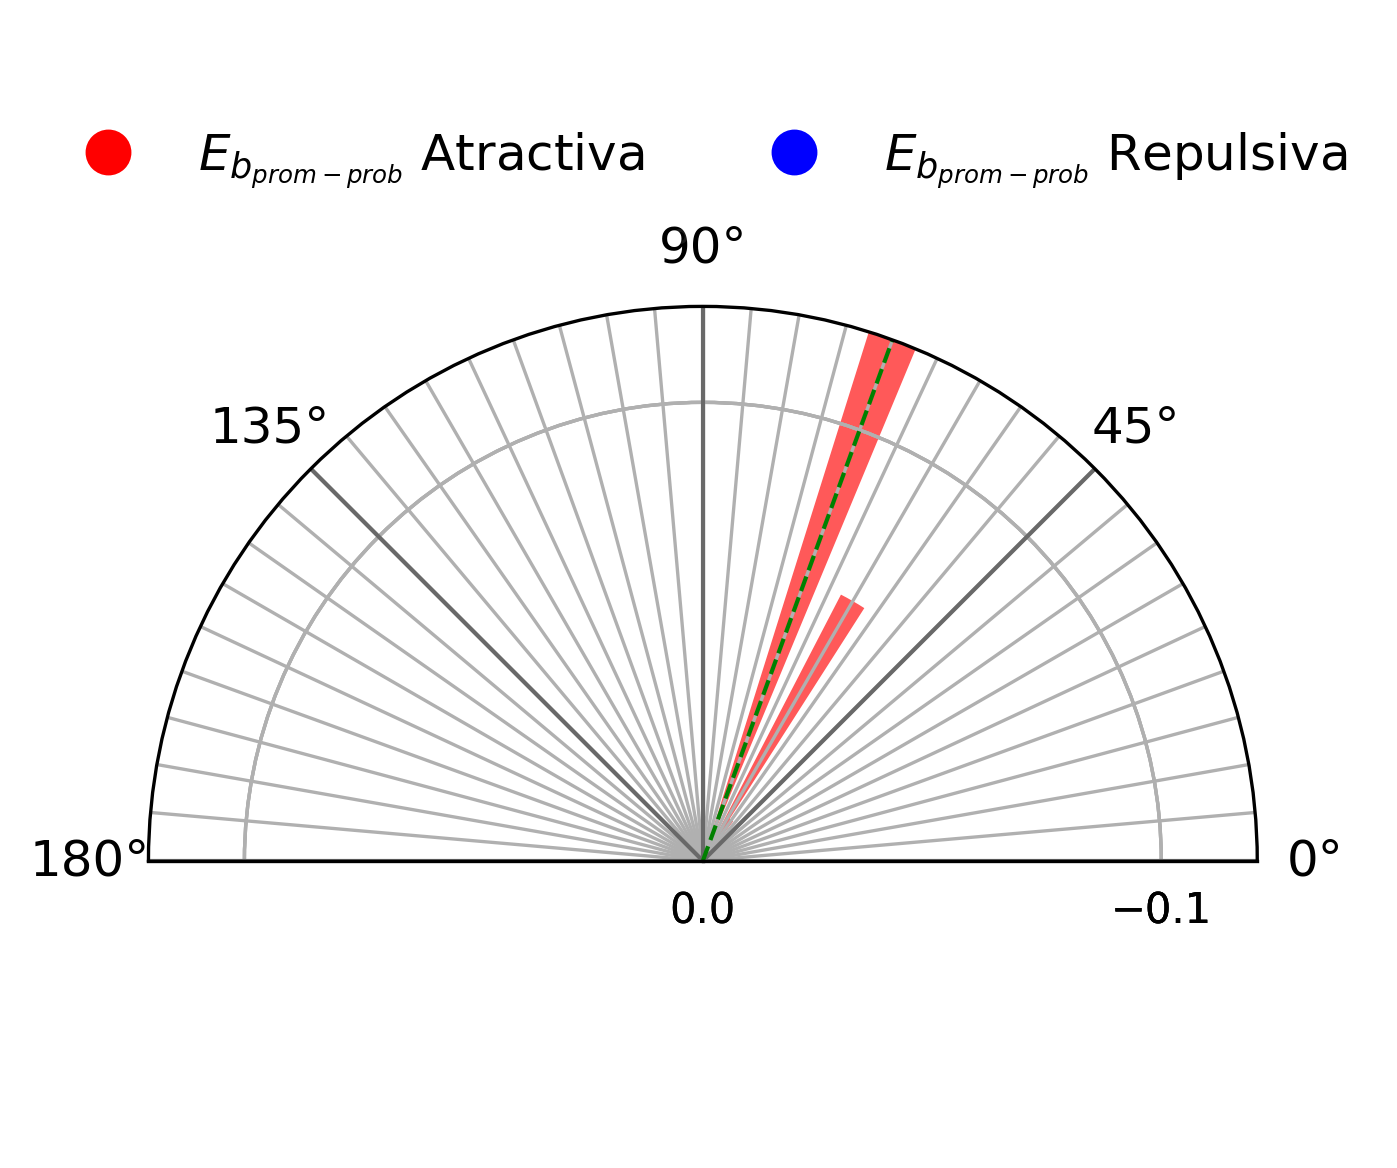 E_{b_{prom-prob}} Atractiva E_{b_{prom-prob}} Repulsiva
90°
135° 45°
180° 0°
0.0 −0.1